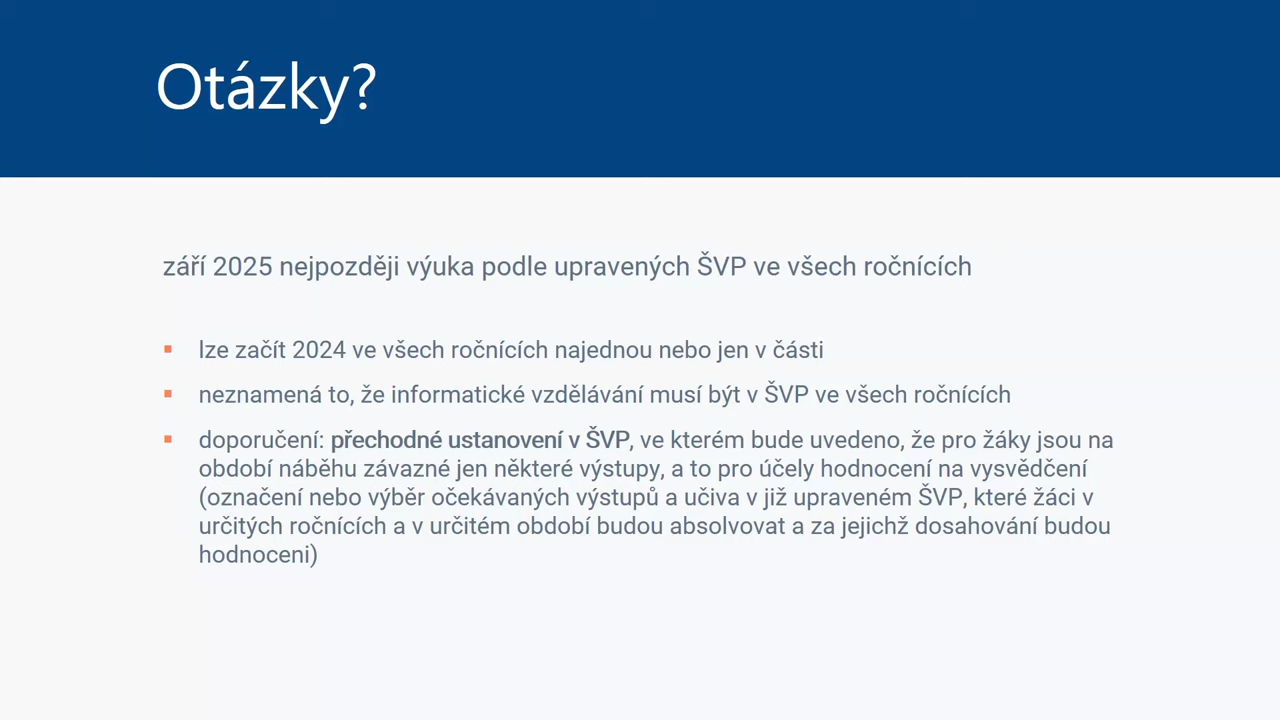 Otázky?
září 2025 nejpozději výuka podle upravených ŠVP ve všech ročnících
lze začít 2024 ve všech ročnících najednou nebo jen v části
neznamená to, že informatické vzdělávání musí být v ŠVP ve všech ročnících
doporučení: přechodné ustanovení v ŠVP, ve kterém bude uvedeno, že pro žáky jsou na
období náběhu závazné jen některé výstupy, a to pro účely hodnocení na vysvědčení
(označení nebo výběr očekávaných výstupů a učiva v již upraveném ŠVP, které žáci v
určitých ročnících a v určitém období budou absolvovat a za jejichž dosahování budou
hodnoceni)